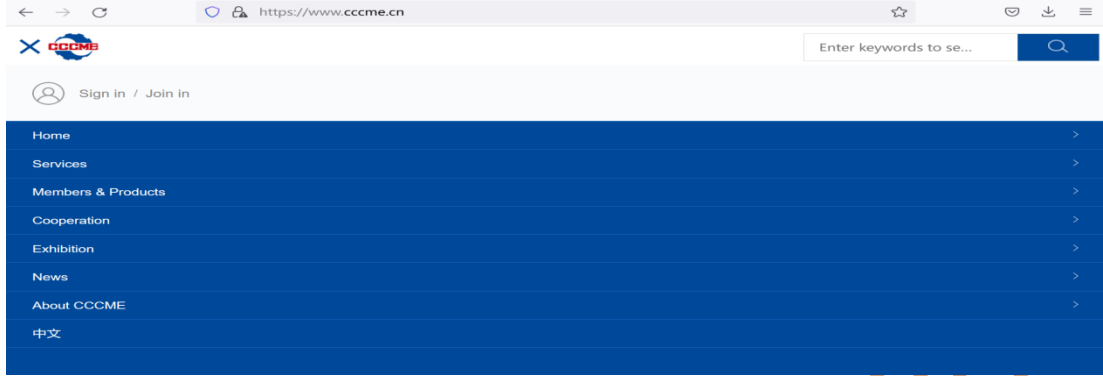 https://www.cccme.cn
CCCME
Enter keywords to se...
Sign in / Join in
Home
Services
Members & Products
Cooperation
Exhibition
News
About CCCME
中文